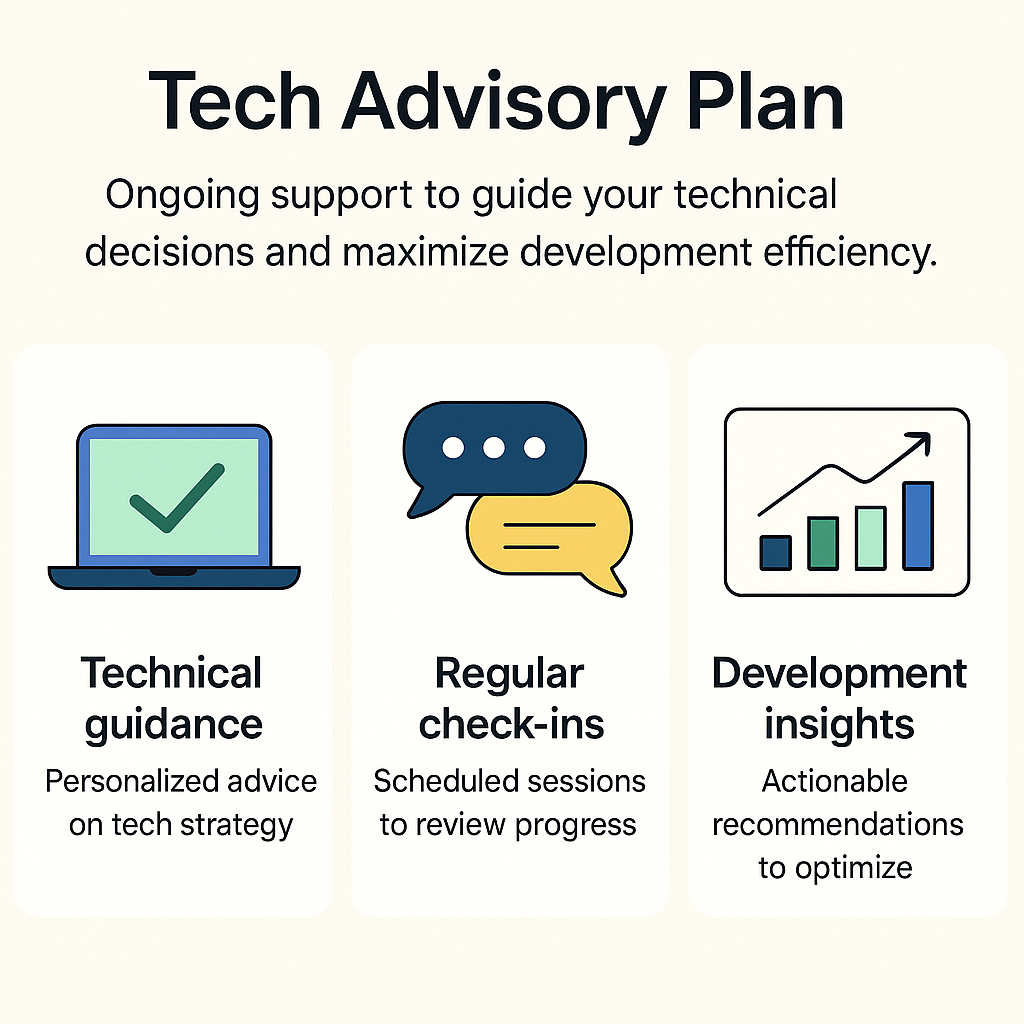 Tech Advisory Plan
Ongoing support to guide your technical
decisions and maximize development efficiency.
Technical
guidance
Personalized advice
on tech strategy
Regular
check-ins
Scheduled sessions
to review progress
Development
insights
Actionable
recommendations
to optimize